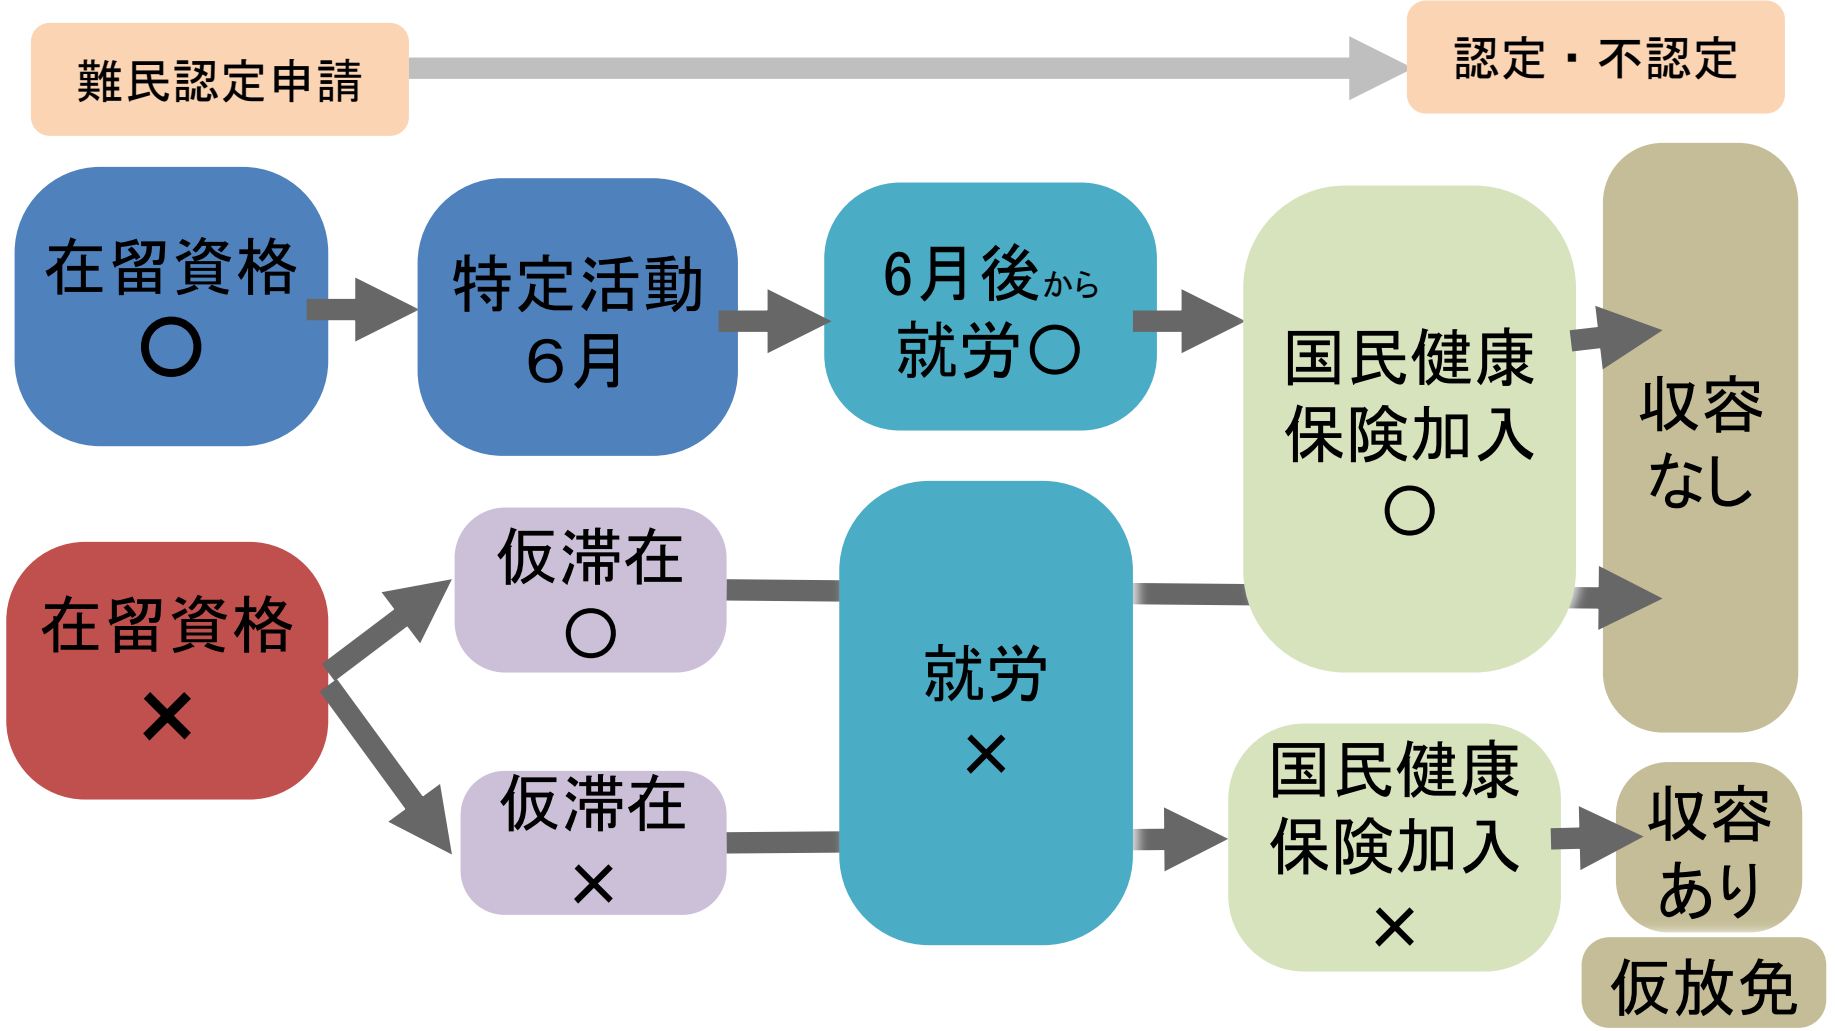 難民認定申請
認定・不認定
在留資格
○
特定活動
６月
6月後から
就労○
国民健康
保険加入
○
収容
なし
在留資格
×
仮滞在
○
仮滞在
×
就労
×
国民健康
保険加入
×
収容
あり
仮放免